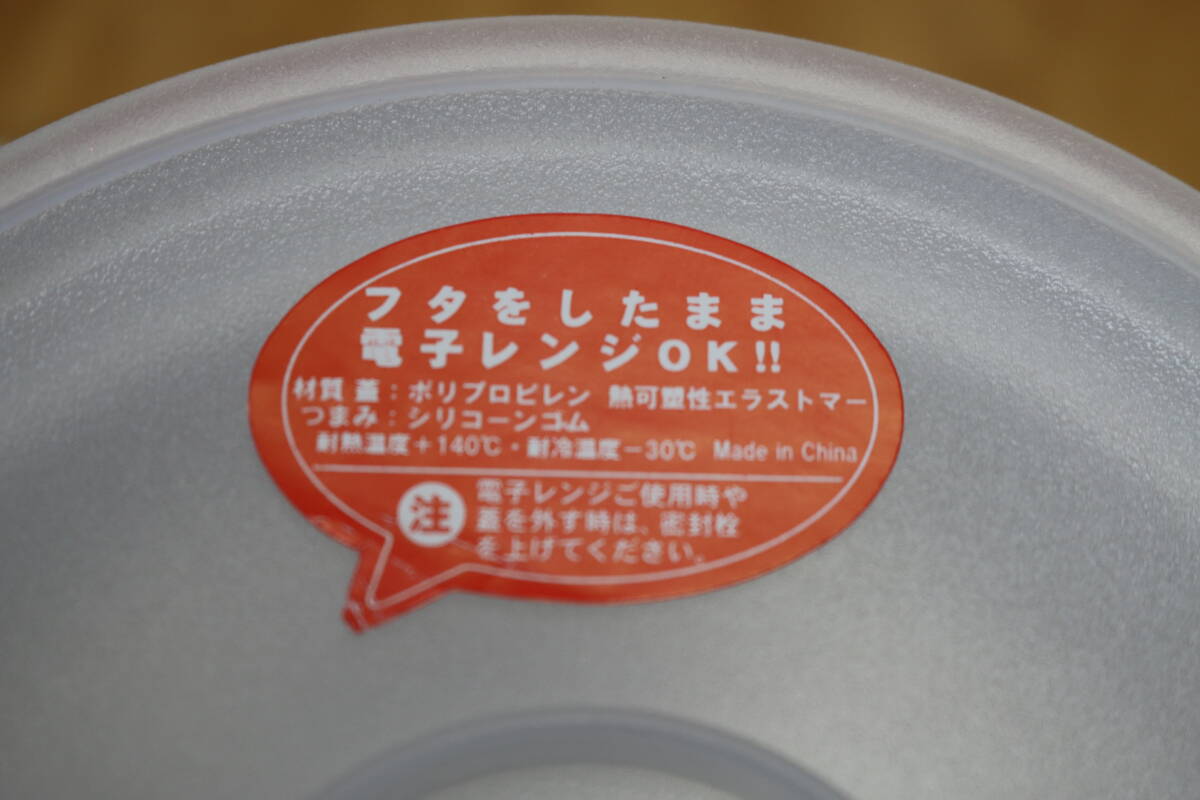 フタをしたまま
電子レンジOK!!
材質 蓋：ポリプロピレン 熱可塑性エラストマー
つまみ：シリコーンゴム
耐熱温度＋140℃・耐冷温度－30℃ Made in China
注 電子レンジご使用時や
蓋を外す時は、密封栓
を上げてください。